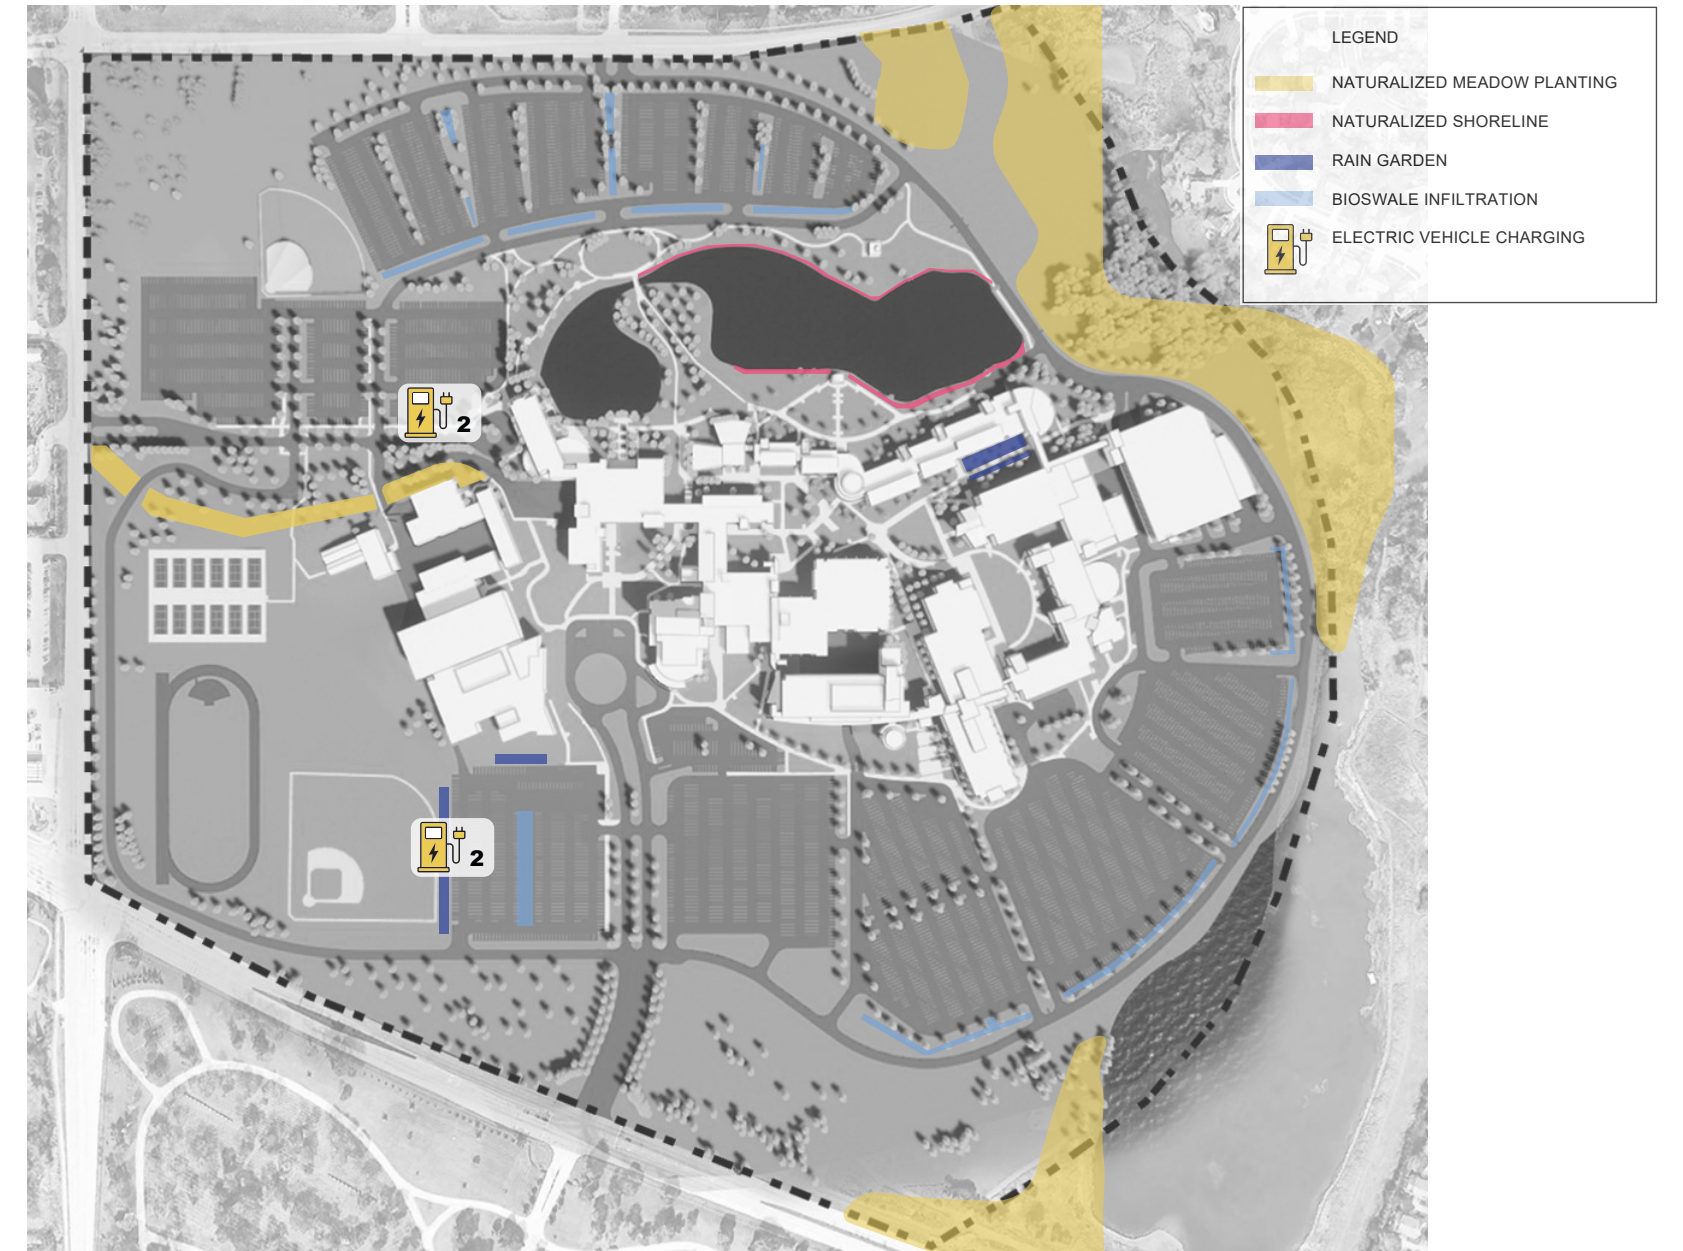 LEGEND
NATURALIZED MEADOW PLANTING
NATURALIZED SHORELINE
RAIN GARDEN
BIOSWALE INFILTRATION
ELECTRIC VEHICLE CHARGING
2
2